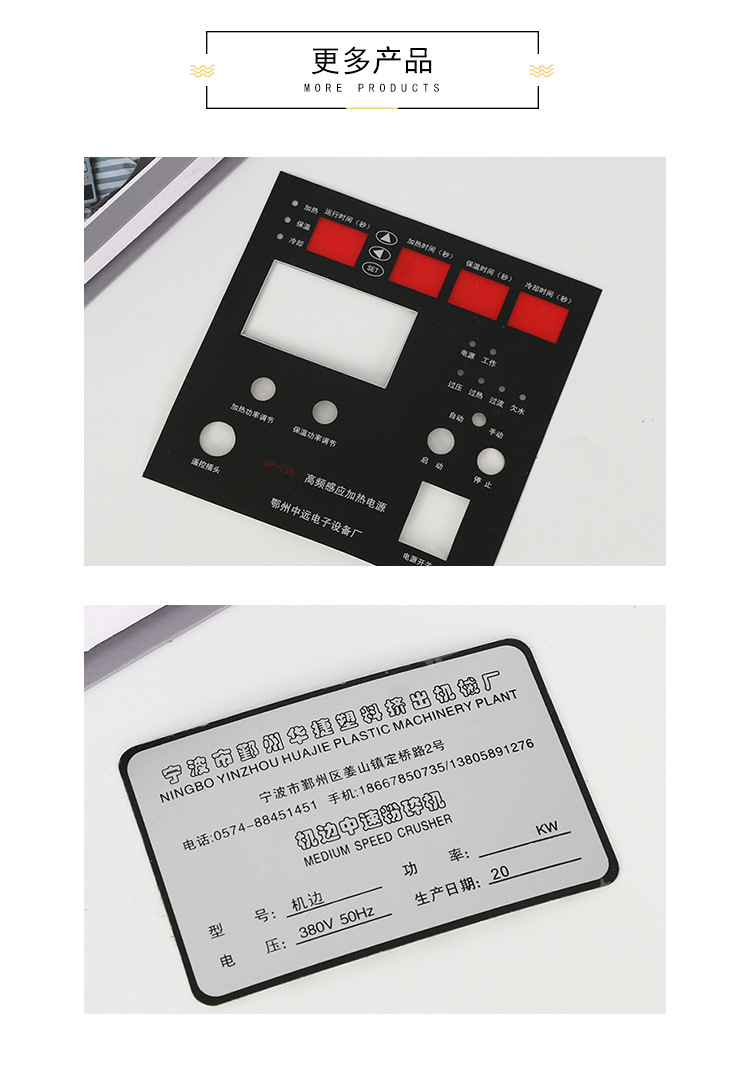 更多产品
MORE PRODUCTS
加热 运行时间（秒）
保温
冷却
加热时间（秒）
保温时间（秒）
冷却时间（秒）
SET
电源 工作
过压 过热 过流 欠水
自动 手动
加热功率调节
保温功率调节
启动
停止
遥控插头
高频感应加热电源
鄂州中远电子设备厂
电源开关
宁波市鄞州华捷塑料挤出机械厂
NINGBO YINZHOU HUAJIE PLASTIC MACHINERY PLANT
宁波市鄞州区姜山镇定桥路2号
电话:0574-88451451 手机:18667850735/13805891276
机边中速粉碎机
MEDIUM SPEED CRUSHER
型号: 机边 功率: KW
电压: 380V 50Hz 生产日期: 20